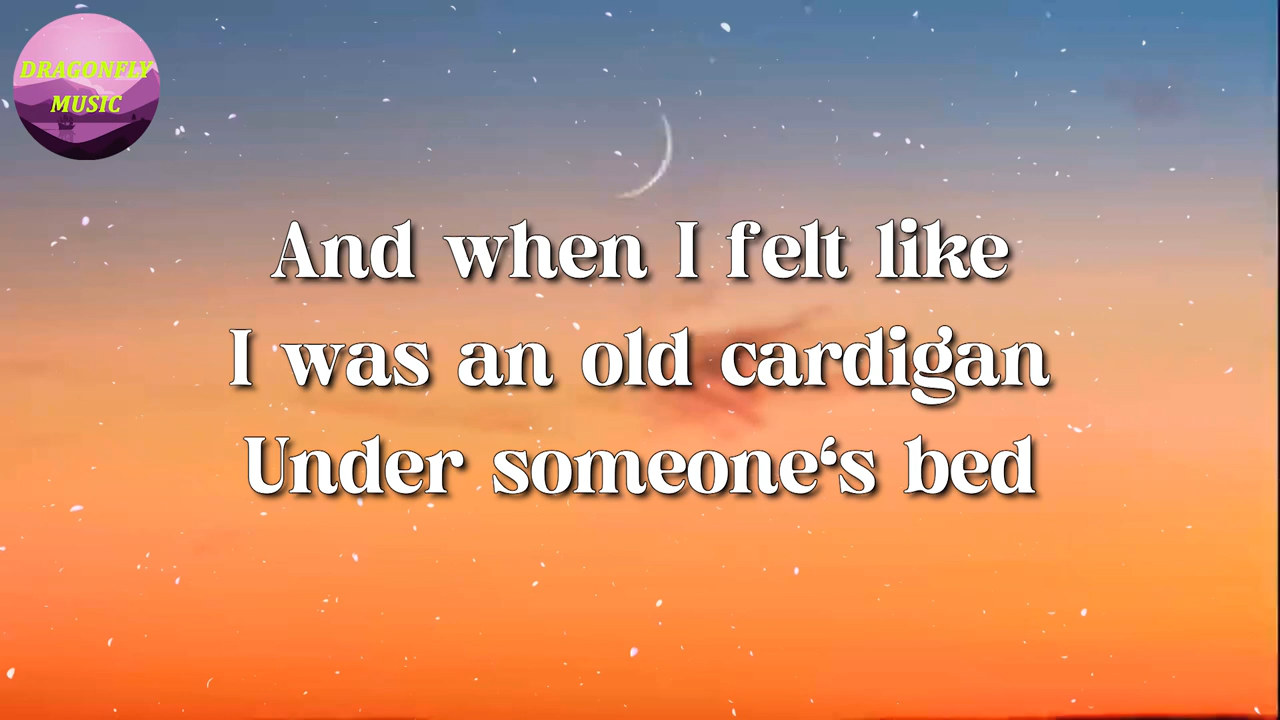 DRAGONFLY
MUSIC
And when I felt like
I was an old cardigan
Under someone‘s bed